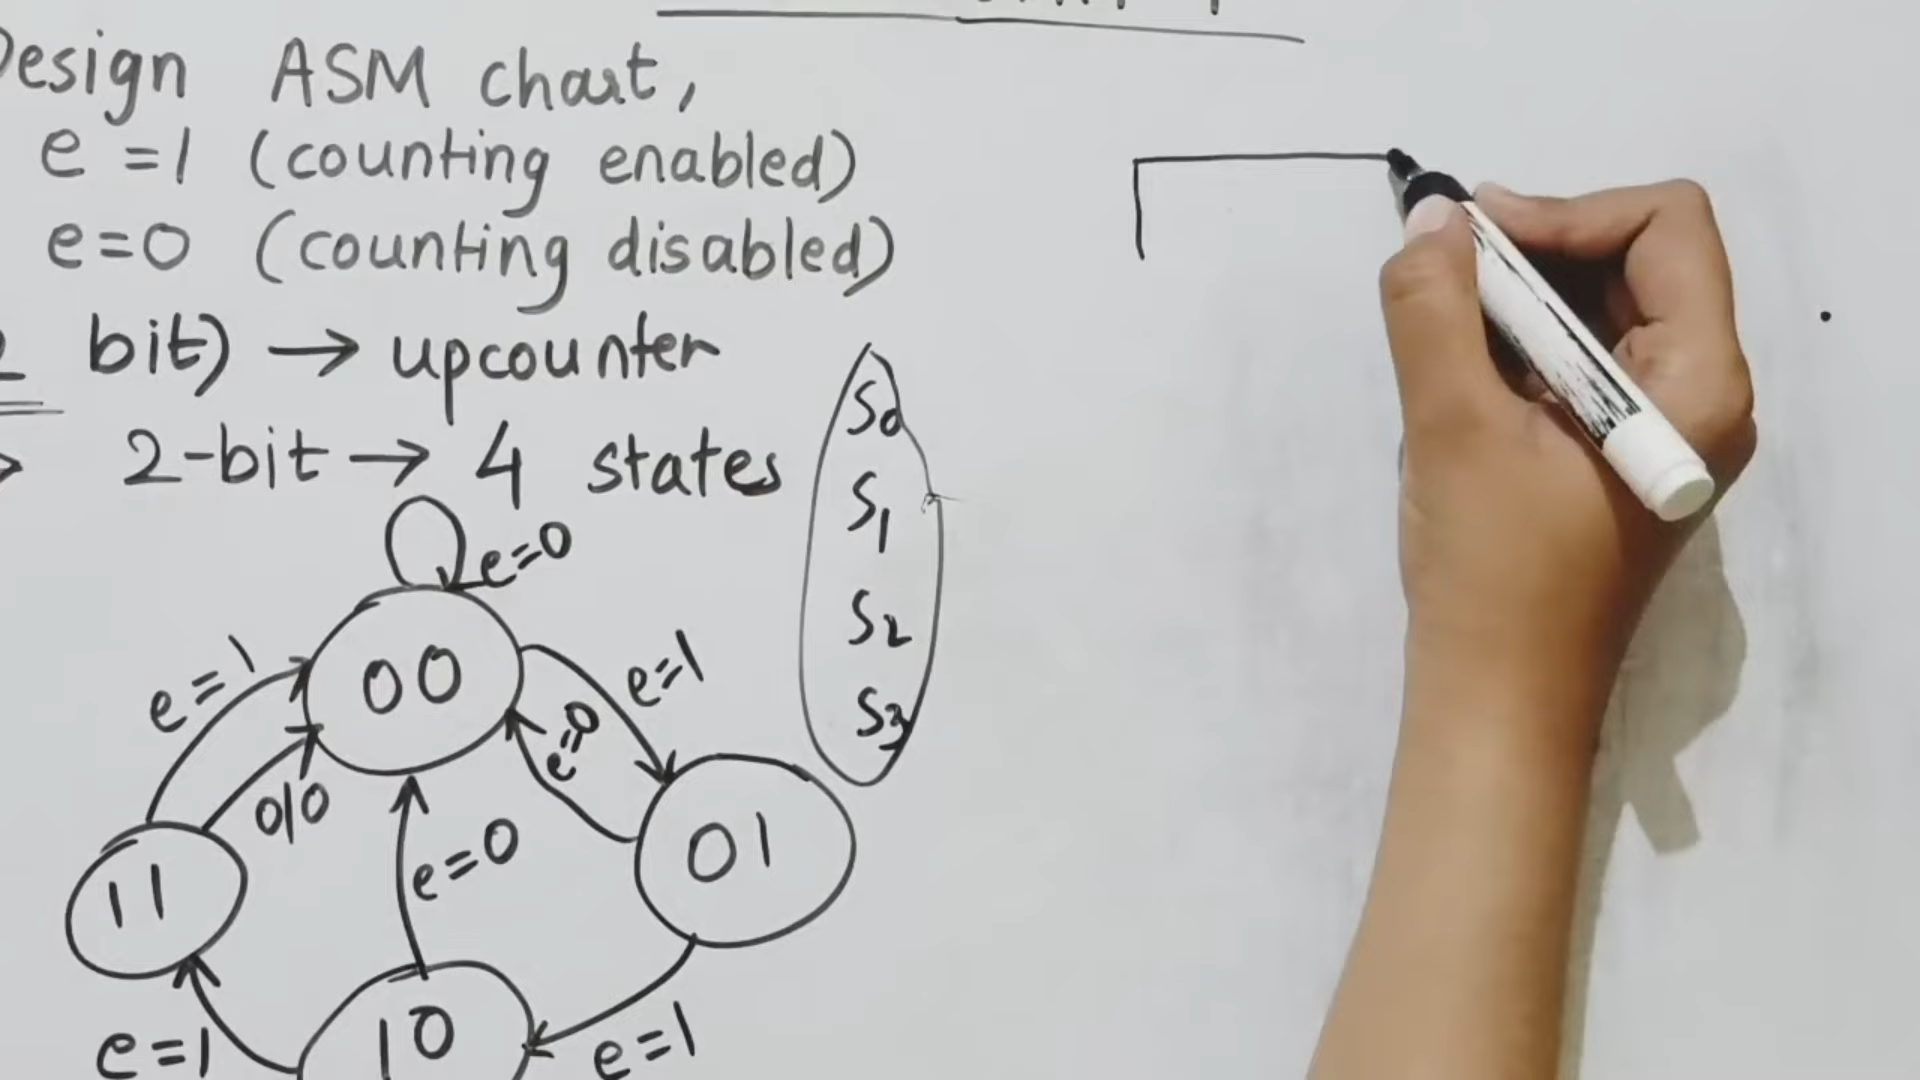 Design ASM chart,
e = 1 (counting enabled)
e=0 (counting disabled)
bit) → upcounter
2-bit → 4 states
S0
S1
S2
S3
e=0
00
e=1
e=1
e=0
0/0
e=0
01
11
10
e=1
e=1